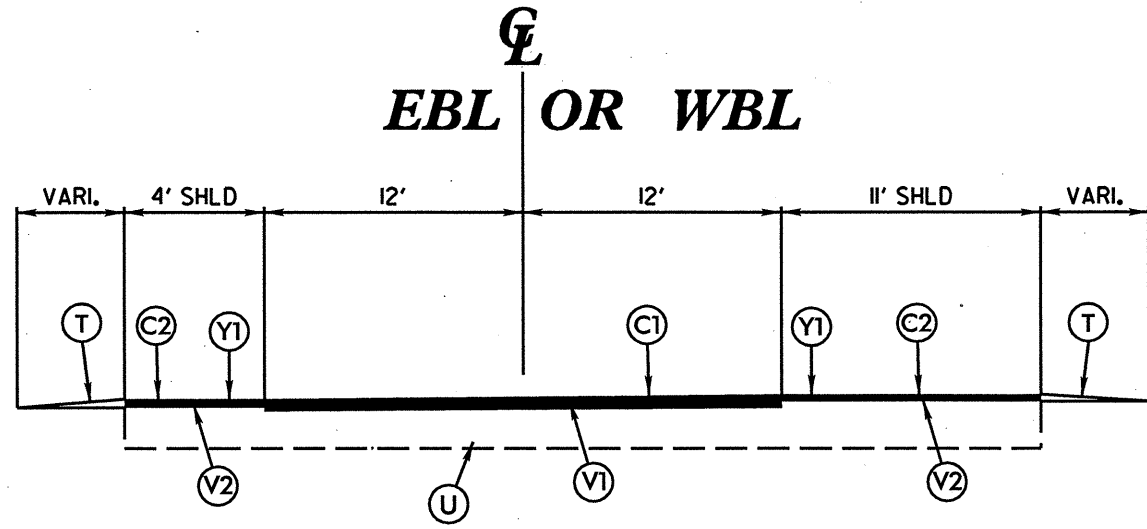 ℄
EBL OR WBL
VARI. 4' SHLD 12' 12' 11' SHLD VARI.
T C2 Y1 C1 Y1 C2 T
V2 U V1 V2